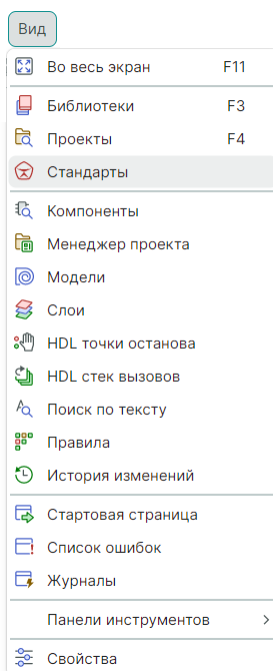 Вид
Во весь экран F11
Библиотеки F3
Проекты F4
Стандарты
Компоненты
Менеджер проекта
Модели
Слои
HDL точки останова
HDL стек вызовов
Поиск по тексту
Правила
История изменений
Стартовая страница
Список ошибок
Журналы
Панели инструментов
Свойства